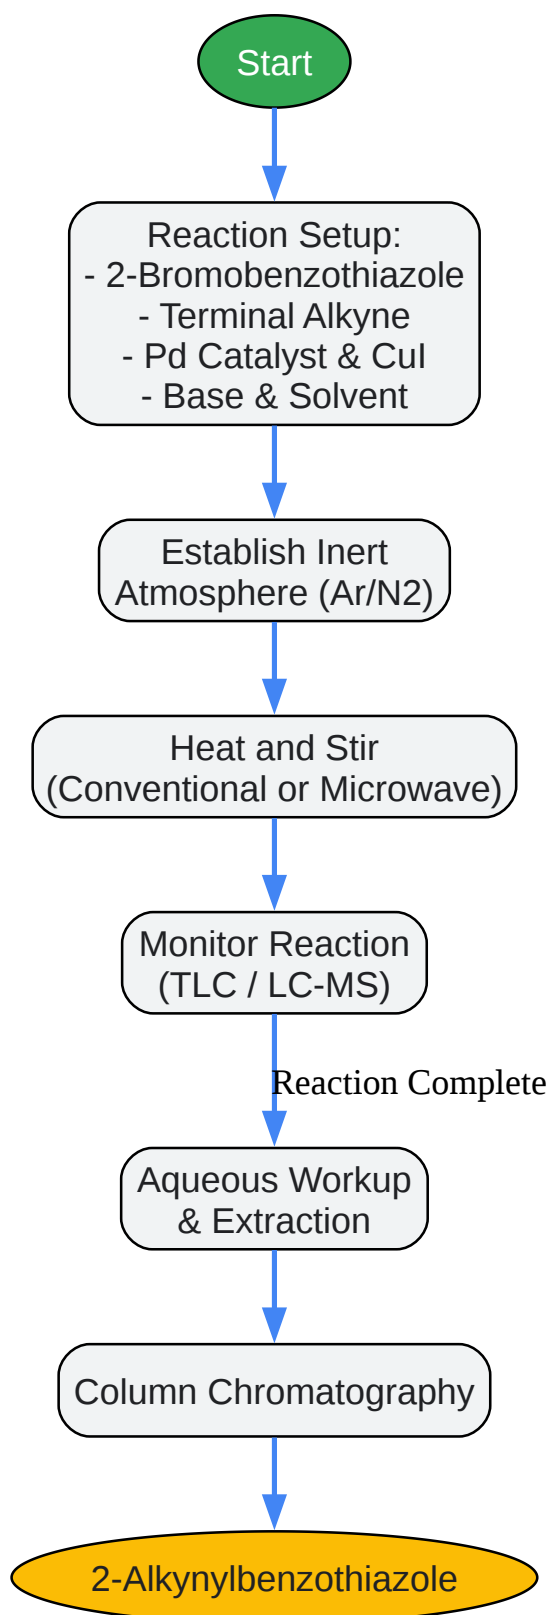 Start
Reaction Setup:
- 2-Bromobenzothiazole
- Terminal Alkyne
- Pd Catalyst & CuI
- Base & Solvent
Establish Inert
Atmosphere (Ar/N2)
Heat and Stir
(Conventional or Microwave)
Monitor Reaction
(TLC / LC-MS)
Reaction Complete
Aqueous Workup
& Extraction
Column Chromatography
2-Alkynylbenzothiazole